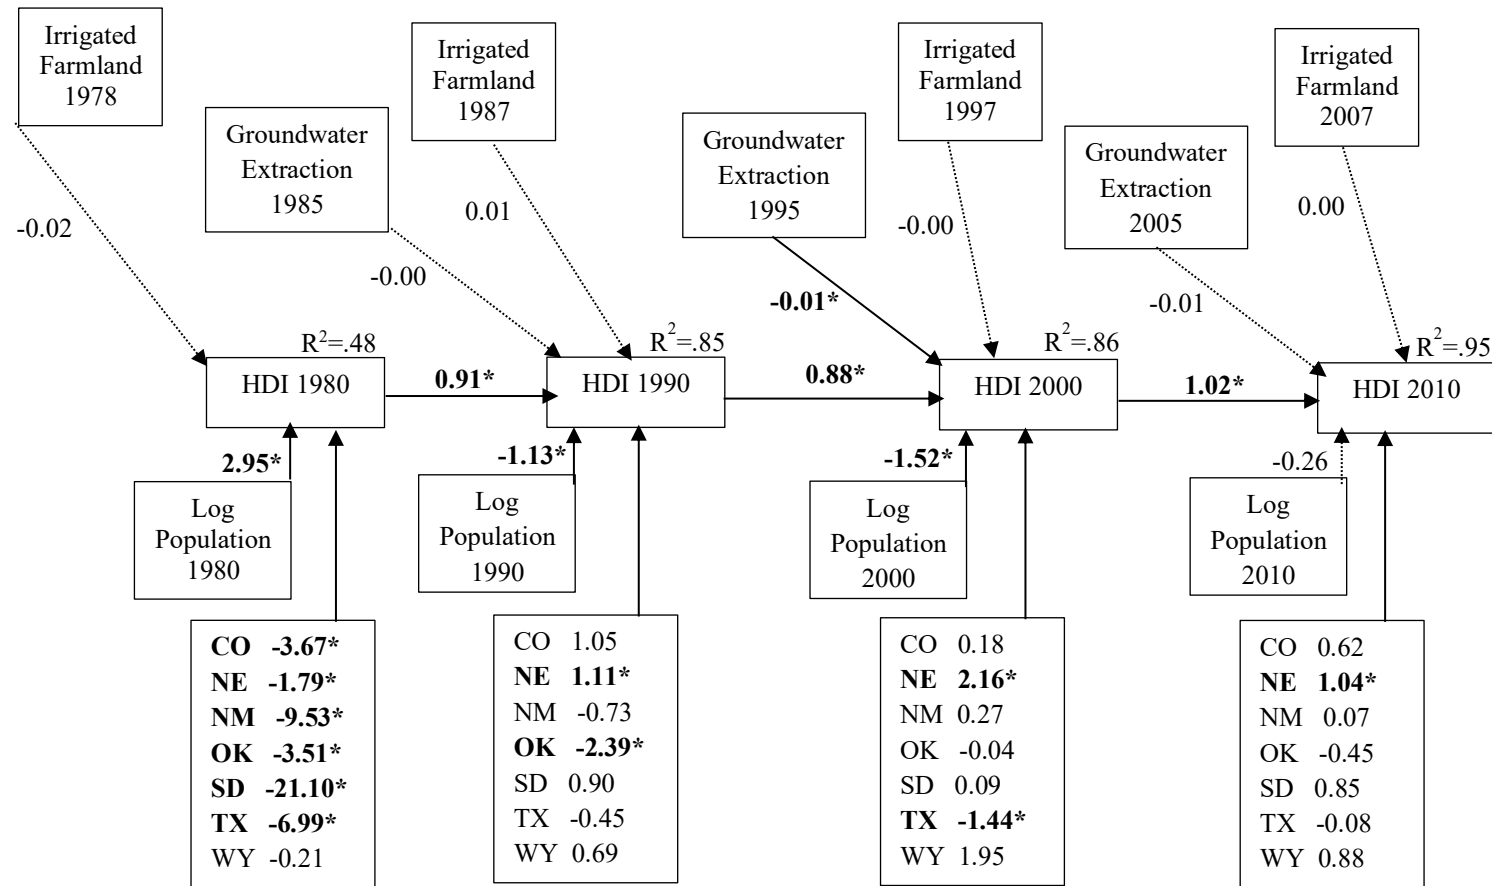 Irrigated
Farmland
1978
Irrigated
Farmland
1987
Irrigated
Farmland
1997
Irrigated
Farmland
2007
Groundwater
Extraction
1985
Groundwater
Extraction
1995
Groundwater
Extraction
2005
-0.02
-0.00
0.01
-0.01*
-0.00
-0.01
0.00
R²=.48
R²=.85
R²=.86
R²=.95
HDI 1980
0.91*
HDI 1990
0.88*
HDI 2000
1.02*
HDI 2010
2.95*
-1.13*
-1.52*
-0.26
Log
Population
1980
Log
Population
1990
Log
Population
2000
Log
Population
2010
CO -3.67*
NE -1.79*
NM -9.53*
OK -3.51*
SD -21.10*
TX -6.99*
WY -0.21
CO 1.05
NE 1.11*
NM -0.73
OK -2.39*
SD 0.90
TX -0.45
WY 0.69
CO 0.18
NE 2.16*
NM 0.27
OK -0.04
SD 0.09
TX -1.44*
WY 1.95
CO 0.62
NE 1.04*
NM 0.07
OK -0.45
SD 0.85
TX -0.08
WY 0.88